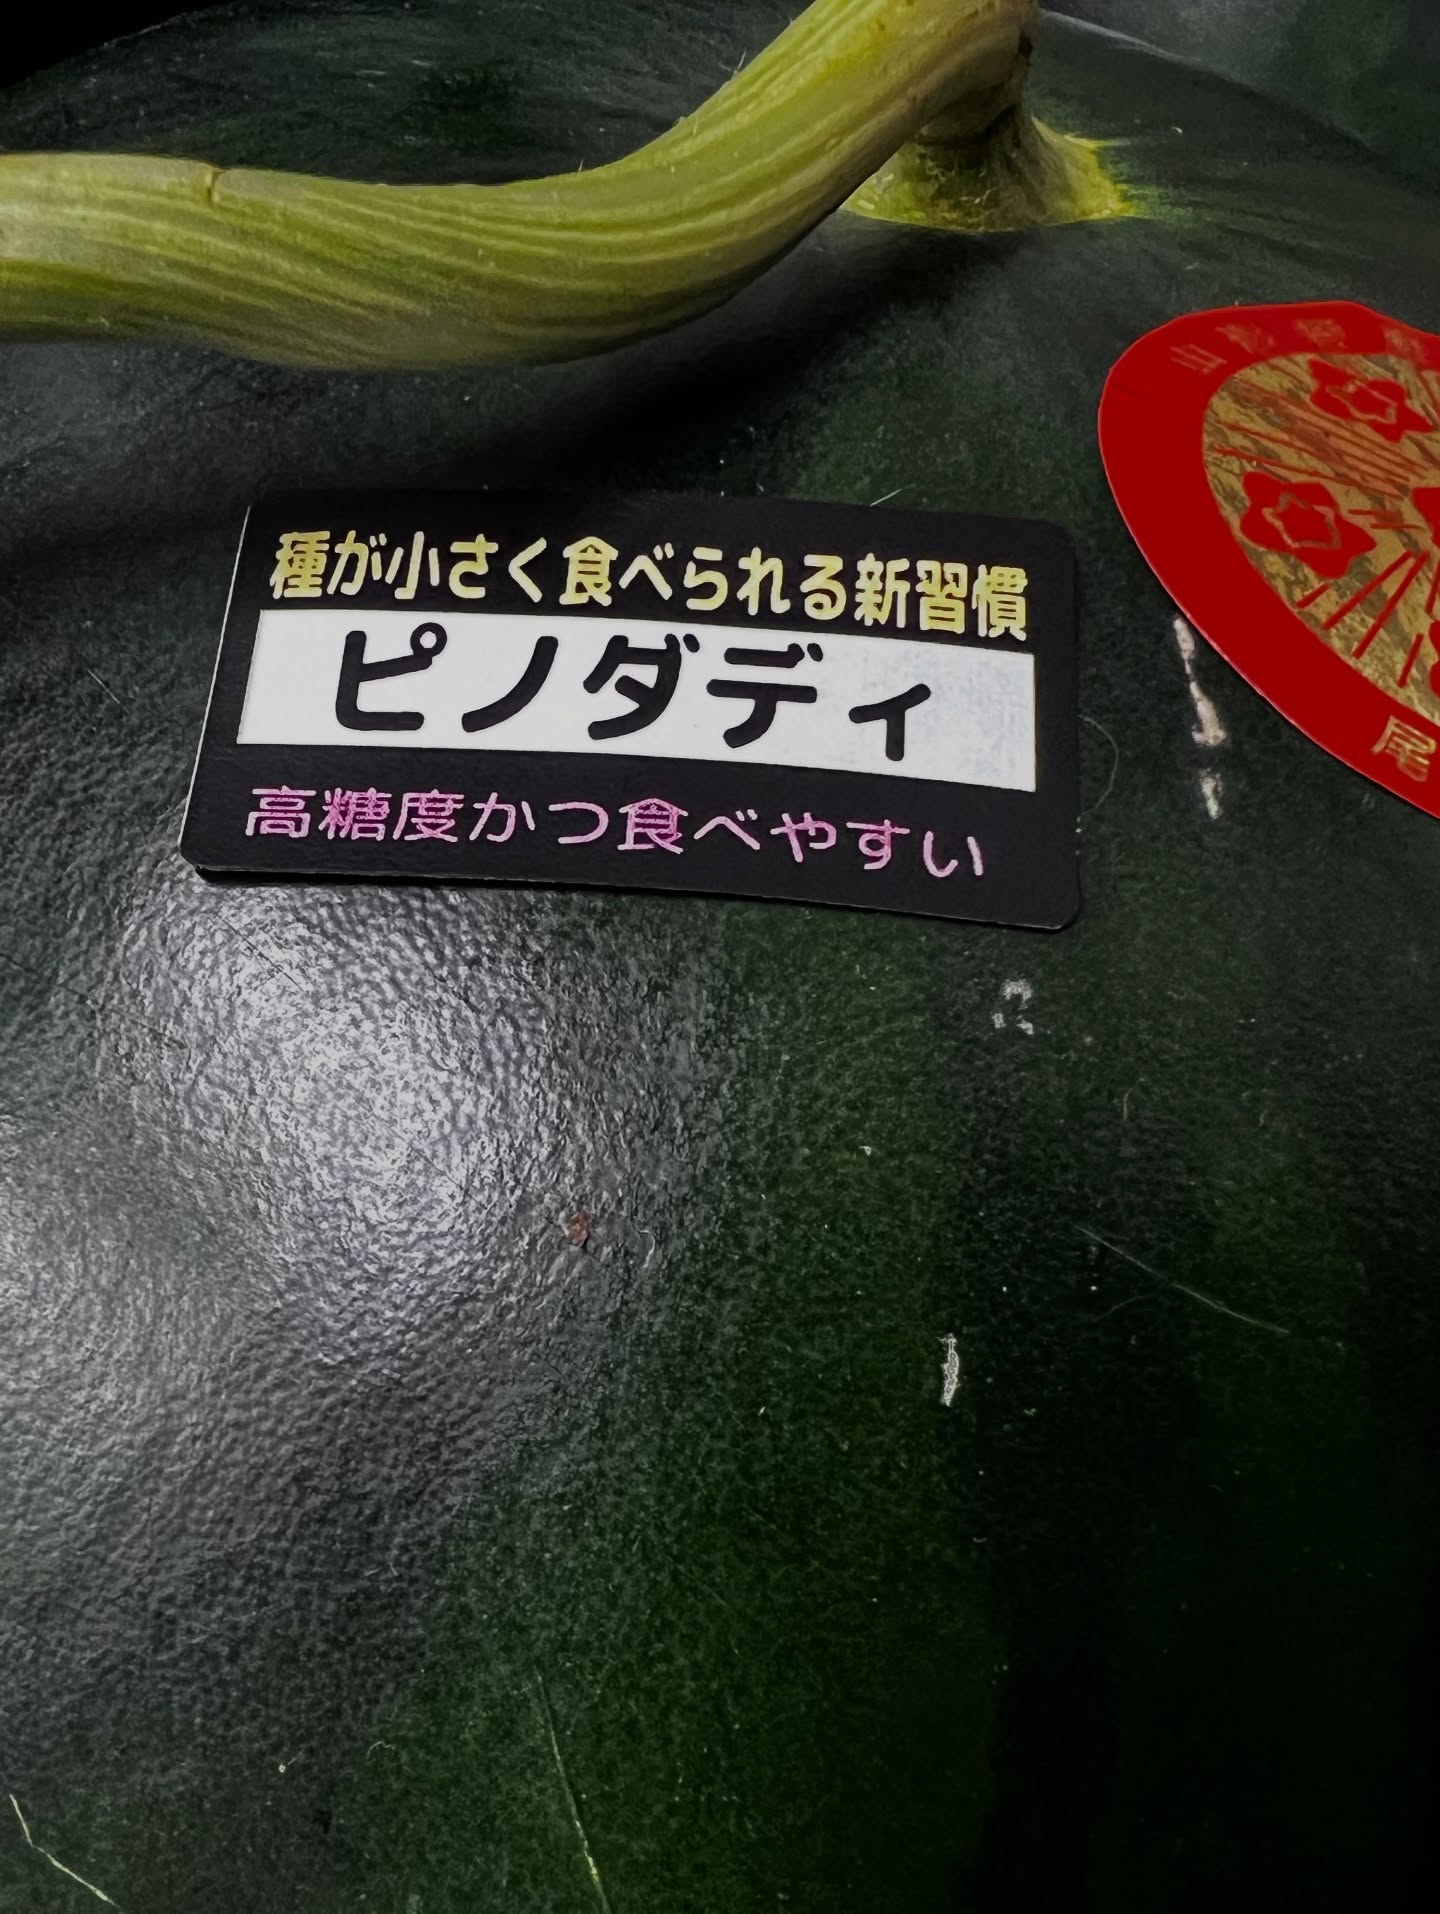 種が小さく食べられる新習慣
ピノダディ
高糖度かつ食べやすい
尾